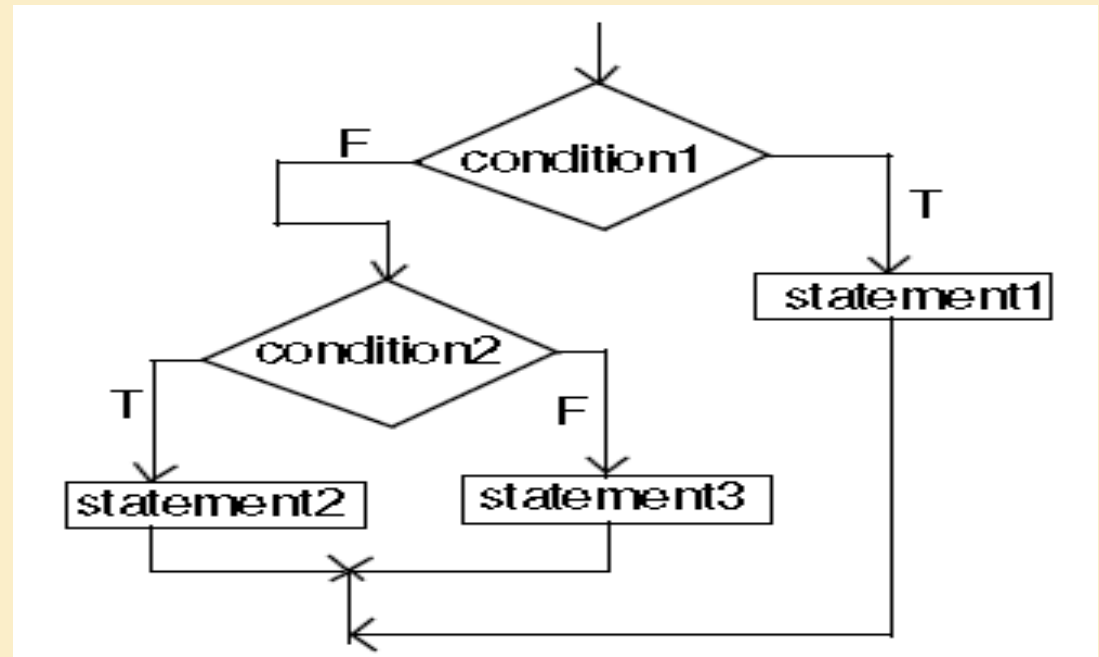 F
condition1
T
statement1
condition2
T
F
statement2
statement3